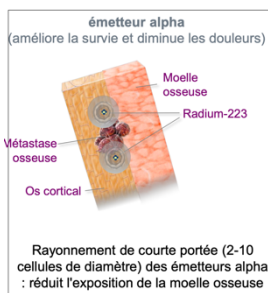 émetteur alpha
(améliore la survie et diminue les douleurs)
Moelle
osseuse
Radium-223
Métastase
osseuse
Os cortical
Rayonnement de courte portée (2-10
cellules de diamètre) des émetteurs alpha
: réduit l'exposition de la moelle osseuse